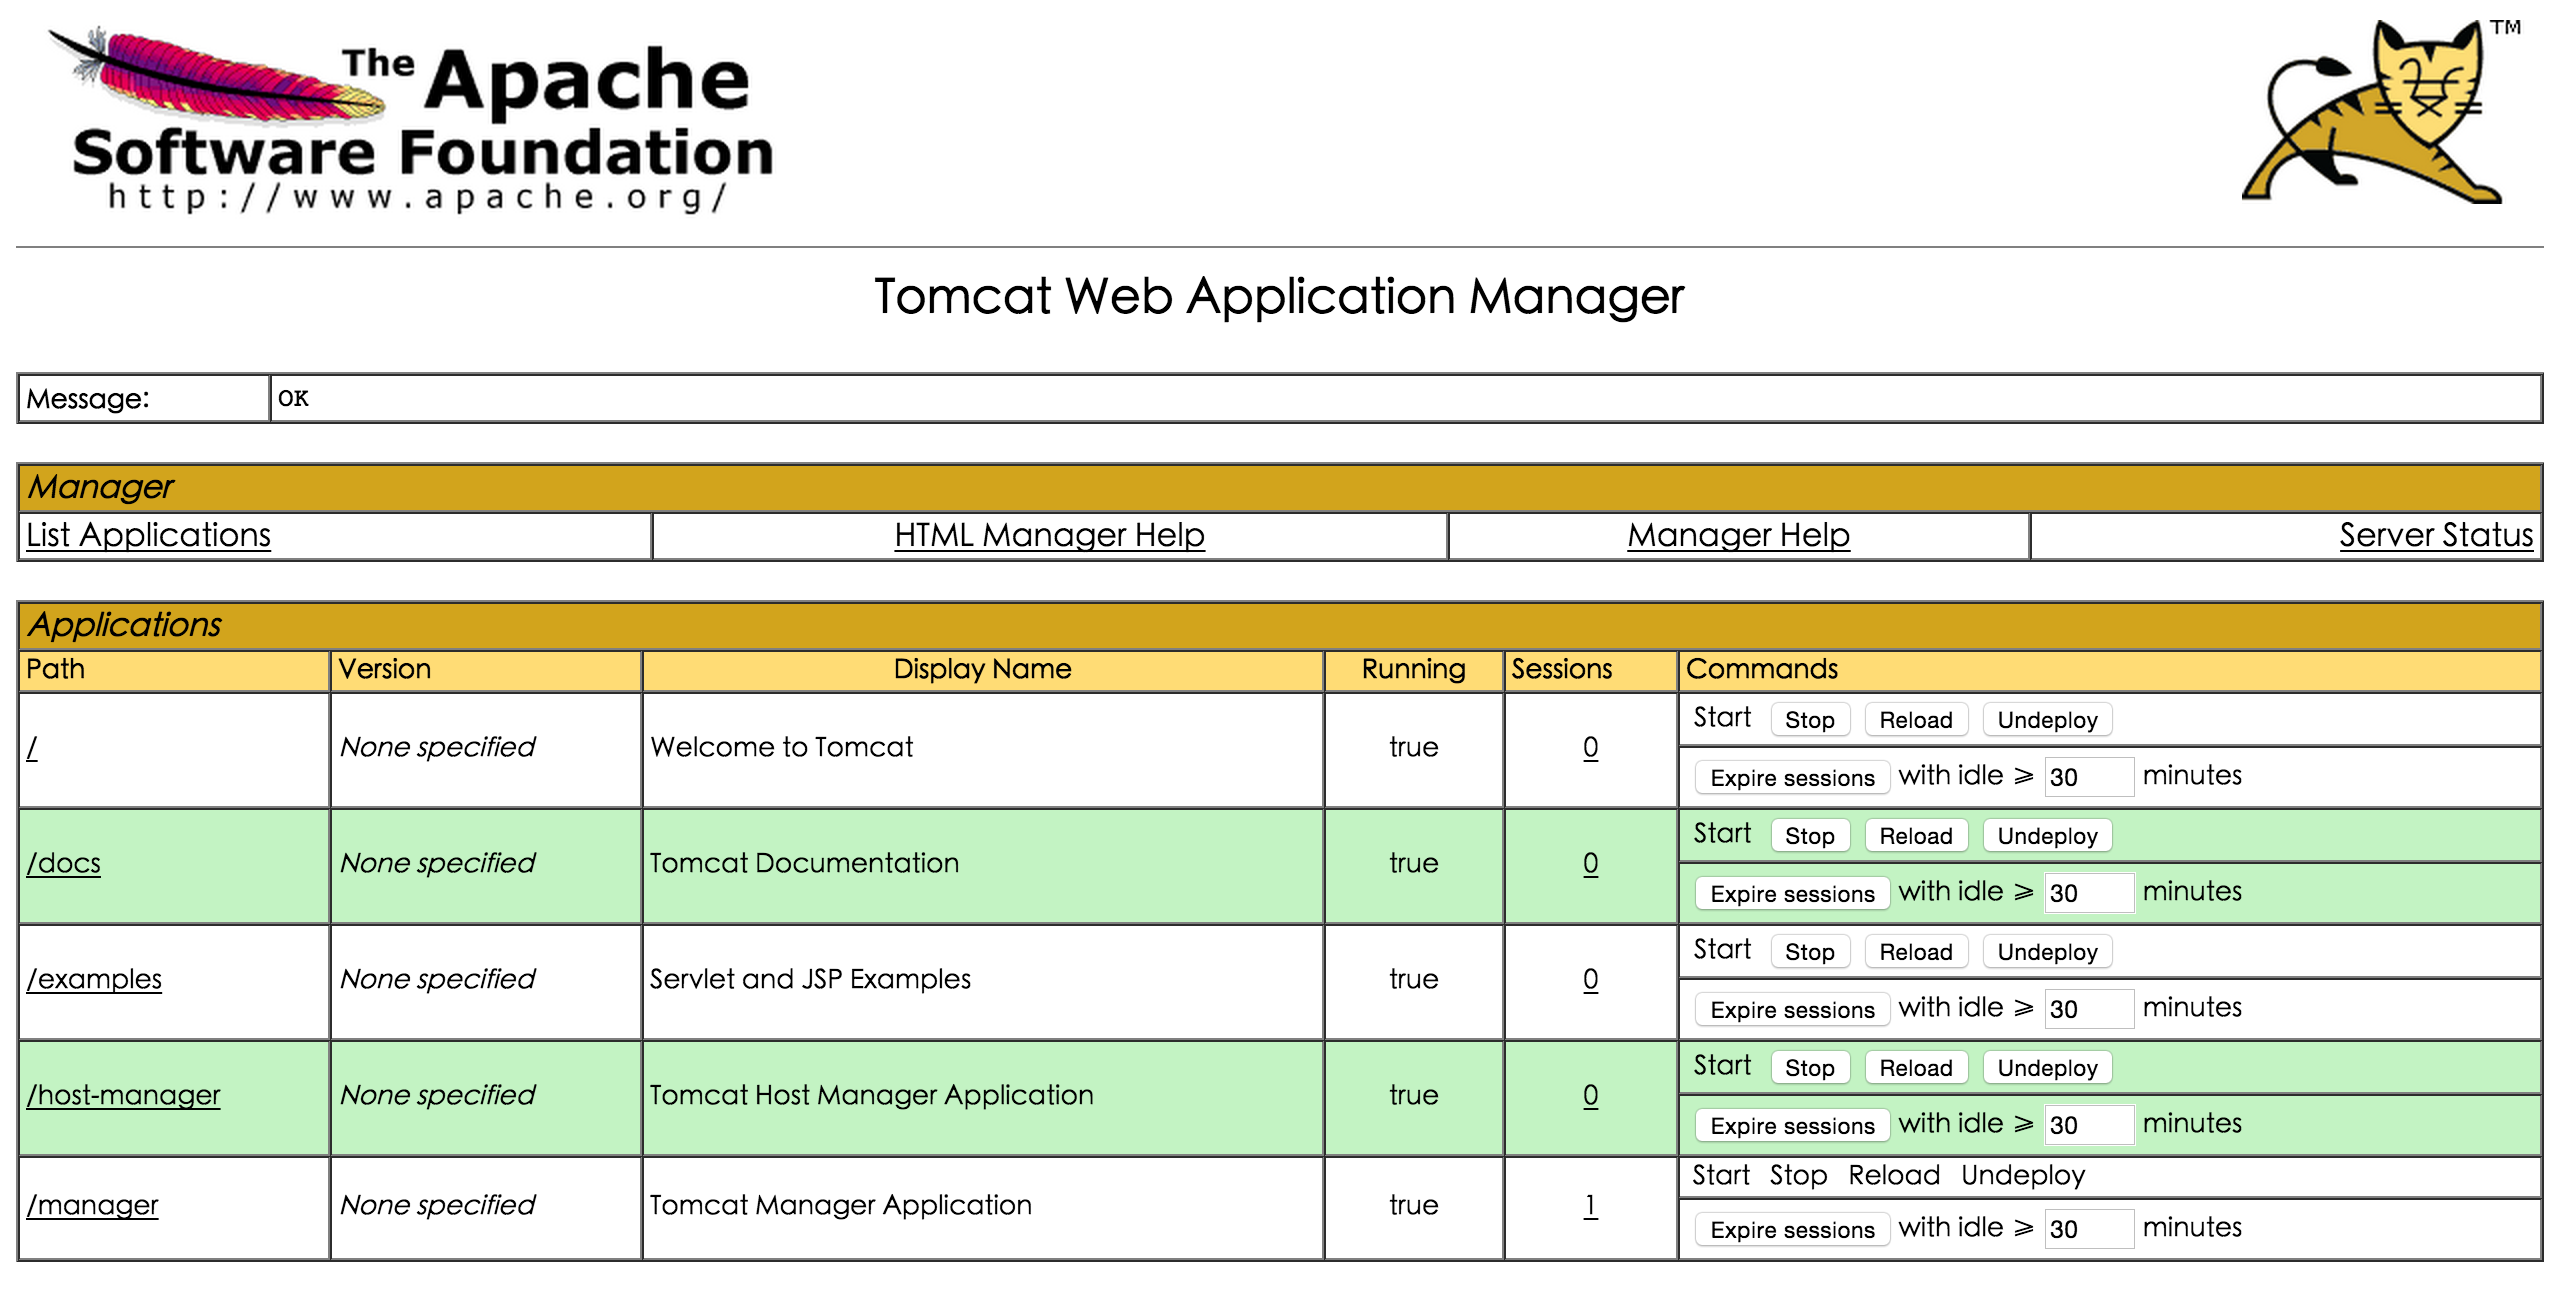 The Apache
Software Foundation
http://www.apache.org/
TM
Tomcat Web Application Manager
Message: OK
Manager
List Applications HTML Manager Help Manager Help Server Status
Applications
Path Version Display Name Running Sessions Commands
/ None specified Welcome to Tomcat true 0 Start Stop Reload Undeploy
Expire sessions with idle ≥ 30 minutes
/docs None specified Tomcat Documentation true 0 Start Stop Reload Undeploy
Expire sessions with idle ≥ 30 minutes
/examples None specified Servlet and JSP Examples true 0 Start Stop Reload Undeploy
Expire sessions with idle ≥ 30 minutes
/host-manager None specified Tomcat Host Manager Application true 0 Start Stop Reload Undeploy
Expire sessions with idle ≥ 30 minutes
/manager None specified Tomcat Manager Application true 1 Start Stop Reload Undeploy
Expire sessions with idle ≥ 30 minutes